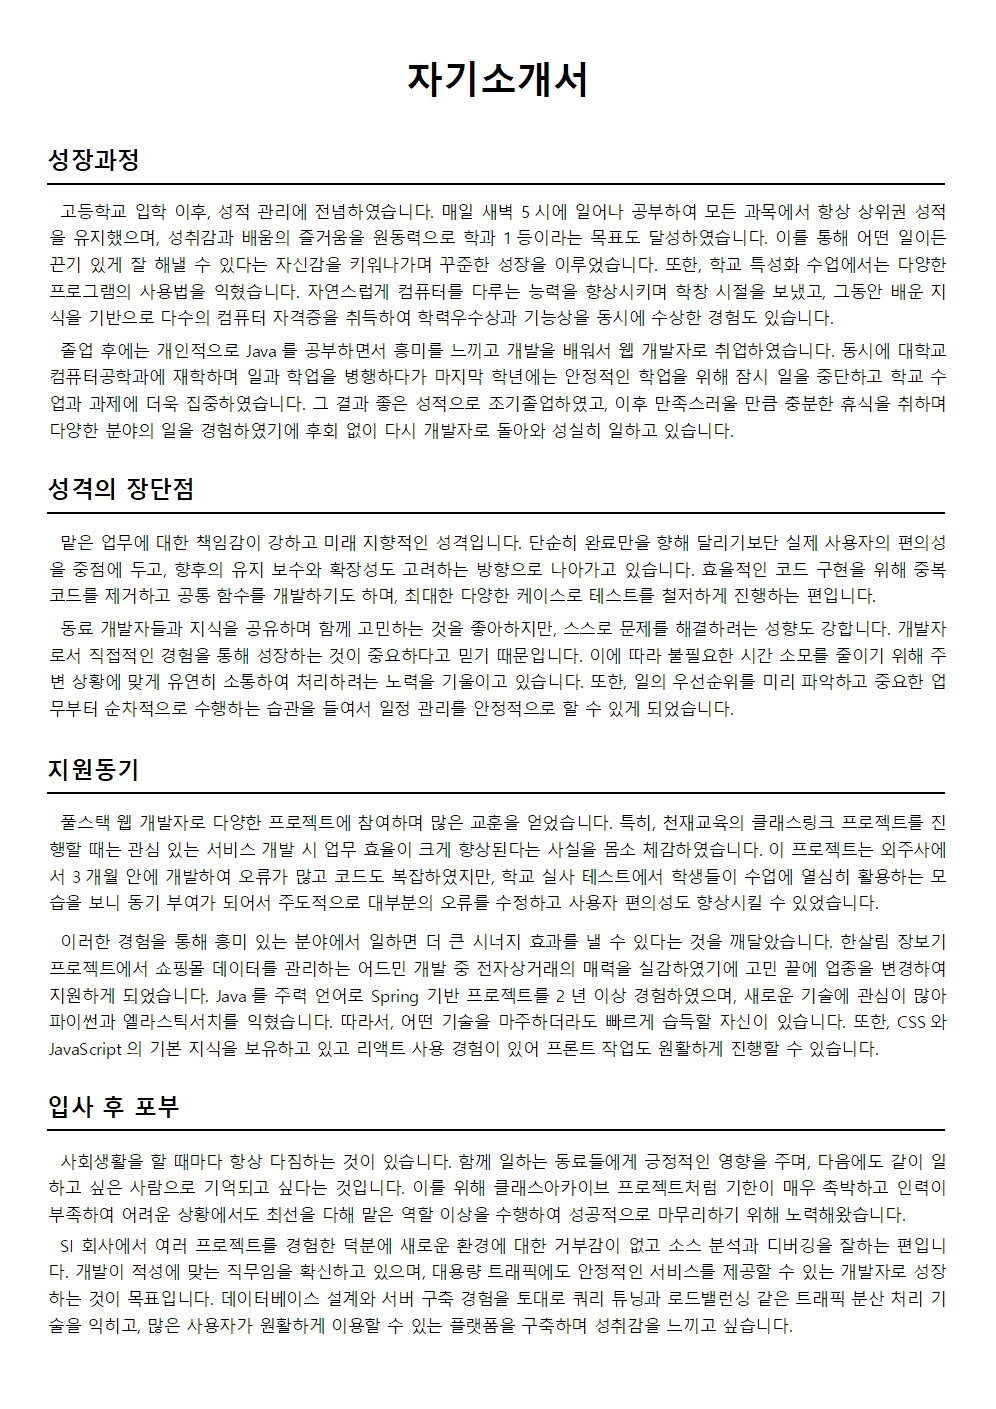 자기소개서
성장과정
고등학교 입학 이후, 성적 관리에 전념하였습니다. 매일 새벽 5시에 일어나 공부하여 모든 과목에서 항상 상위권 성적
을 유지했으며, 성취감과 배움의 즐거움을 원동력으로 학과 1등이라는 목표도 달성하였습니다. 이를 통해 어떤 일이든
끈기 있게 잘 해낼 수 있다는 자신감을 키워나가며 꾸준한 성장을 이루었습니다. 또한, 학교 특성화 수업에서는 다양한
프로그램의 사용법을 익혔습니다. 자연스럽게 컴퓨터를 다루는 능력을 향상시키며 학창 시절을 보냈고, 그동안 배운 지
식을 기반으로 다수의 컴퓨터 자격증을 취득하여 학력우수상과 기능상을 동시에 수상한 경험도 있습니다.
졸업 후에는 개인적으로 Java를 공부하면서 흥미를 느끼고 개발을 배워서 웹 개발자로 취업하였습니다. 동시에 대학교
컴퓨터공학과에 재학하며 일과 학업을 병행하다가 마지막 학년에는 안정적인 학업을 위해 잠시 일을 중단하고 학교 수
업과 과제에 더욱 집중하였습니다. 그 결과 좋은 성적으로 조기졸업하였고, 이후 만족스러울 만큼 충분한 휴식을 취하며
다양한 분야의 일을 경험하였기에 후회 없이 다시 개발자로 돌아와 성실히 일하고 있습니다.
성격의 장단점
맡은 업무에 대한 책임감이 강하고 미래 지향적인 성격입니다. 단순히 완료만을 향해 달리기보단 실제 사용자의 편의성
을 중점에 두고, 향후의 유지 보수와 확장성도 고려하는 방향으로 나아가고 있습니다. 효율적인 코드 구현을 위해 중복
코드를 제거하고 공통 함수를 개발하기도 하며, 최대한 다양한 케이스로 테스트를 철저하게 진행하는 편입니다.
동료 개발자들과 지식을 공유하며 함께 고민하는 것을 좋아하지만, 스스로 문제를 해결하려는 성향도 강합니다. 개발자
로서 직접적인 경험을 통해 성장하는 것이 중요하다고 믿기 때문입니다. 이에 따라 불필요한 시간 소모를 줄이기 위해 주
변 상황에 맞게 유연히 소통하여 처리하려는 노력을 기울이고 있습니다. 또한, 일의 우선순위를 미리 파악하고 중요한 업
무부터 순차적으로 수행하는 습관을 들여서 일정 관리를 안정적으로 할 수 있게 되었습니다.
지원동기
풀스택 웹 개발자로 다양한 프로젝트에 참여하며 많은 교훈을 얻었습니다. 특히, 천재교육의 클래스링크 프로젝트를 진
행할 때는 관심 있는 서비스 개발 시 업무 효율이 크게 향상된다는 사실을 몸소 체감하였습니다. 이 프로젝트는 외주사에
서 3개월 안에 개발하여 오류가 많고 코드도 복잡하였지만, 학교 실사 테스트에서 학생들이 수업에 열심히 활용하는 모
습을 보니 동기 부여가 되어서 주도적으로 대부분의 오류를 수정하고 사용자 편의성도 향상시킬 수 있었습니다.
이러한 경험을 통해 흥미 있는 분야에서 일하면 더 큰 시너지 효과를 낼 수 있다는 것을 깨달았습니다. 한살림 장보기
프로젝트에서 쇼핑몰 데이터를 관리하는 어드민 개발 중 전자상거래의 매력을 실감하였기에 고민 끝에 업종을 변경하여
지원하게 되었습니다. Java를 주력 언어로 Spring 기반 프로젝트를 2년 이상 경험하였으며, 새로운 기술에 관심이 많아
파이썬과 엘라스틱서치를 익혔습니다. 따라서, 어떤 기술을 마주하더라도 빠르게 습득할 자신이 있습니다. 또한, CSS와
JavaScript의 기본 지식을 보유하고 있고 리액트 사용 경험이 있어 프론트 작업도 원활하게 진행할 수 있습니다.
입사 후 포부
사회생활을 할 때마다 항상 다짐하는 것이 있습니다. 함께 일하는 동료들에게 긍정적인 영향을 주며, 다음에도 같이 일
하고 싶은 사람으로 기억되고 싶다는 것입니다. 이를 위해 클래스아카이브 프로젝트처럼 기한이 매우 촉박하고 인력이
부족하여 어려운 상황에서도 최선을 다해 맡은 역할 이상을 수행하여 성공적으로 마무리하기 위해 노력해왔습니다.
SI 회사에서 여러 프로젝트를 경험한 덕분에 새로운 환경에 대한 거부감이 없고 소스 분석과 디버깅을 잘하는 편입니
다. 개발이 적성에 맞는 직무임을 확신하고 있으며, 대용량 트래픽에도 안정적인 서비스를 제공할 수 있는 개발자로 성장
하는 것이 목표입니다. 데이터베이스 설계와 서버 구축 경험을 토대로 쿼리 튜닝과 로드밸런싱 같은 트래픽 분산 처리 기
술을 익히고, 많은 사용자가 원활하게 이용할 수 있는 플랫폼을 구축하며 성취감을 느끼고 싶습니다.